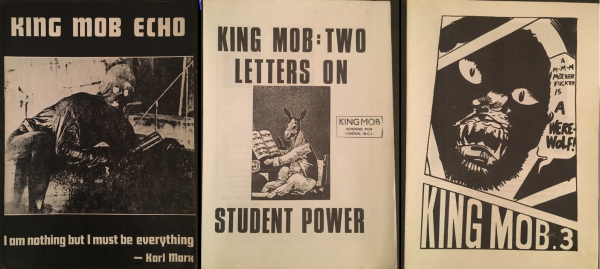 KING MOB ECHO
I am nothing but I must be everything
— Karl Marx
KING MOB: TWO
LETTERS ON
KING MOB
LONDON, W.C.1
STUDENT POWER
A
M-M-M
MOTHER
FUCKER
IS
A
WERE-
WOLF!
KING MOB.3